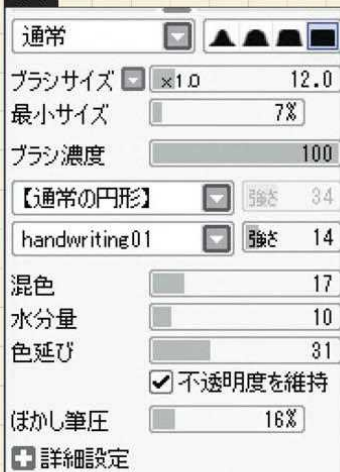 通常
ブラシサイズ ×1.0 12.0
最小サイズ 7%
ブラシ濃度 100
【通常の円形】 強さ 34
handwriting01 強さ 14
混色 17
水分量 10
色延び 31
不透明度を維持
ぼかし筆圧 16%
詳細設定